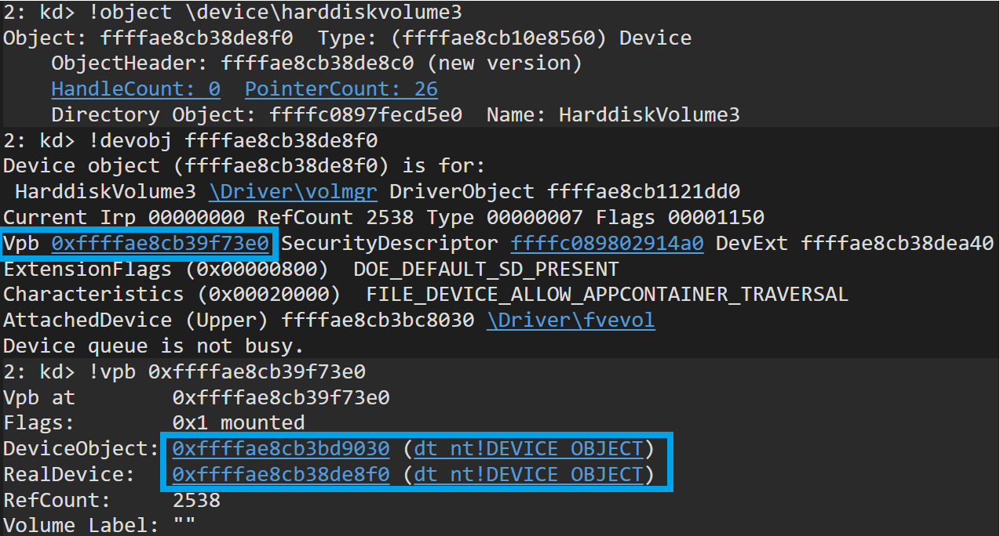 2: kd> !object \device\harddiskvolume3
Object: ffffae8cb38de8f0  Type: (ffffae8cb10e8560) Device
    ObjectHeader: ffffae8cb38de8c0 (new version)
    HandleCount: 0  PointerCount: 26
    Directory Object: ffffc0897fecd5e0  Name: HarddiskVolume3
2: kd> !devobj ffffae8cb38de8f0
Device object (ffffae8cb38de8f0) is for:
 HarddiskVolume3 \Driver\volmgr DriverObject ffffae8cb1121dd0
Current Irp 00000000 RefCount 2538 Type 00000007 Flags 00001150
Vpb 0xffffae8cb39f73e0 SecurityDescriptor ffffc089802914a0 DevExt ffffae8cb38dea40
ExtensionFlags (0x00000800)  DOE_DEFAULT_SD_PRESENT
Characteristics (0x00020000)  FILE_DEVICE_ALLOW_APPCONTAINER_TRAVERSAL
AttachedDevice (Upper) ffffae8cb3bc8030 \Driver\fvevol
Device queue is not busy.
2: kd> !vpb 0xffffae8cb39f73e0
Vpb at        0xffffae8cb39f73e0
Flags:        0x1 mounted
DeviceObject: 0xffffae8cb3bd9030 (dt nt!DEVICE_OBJECT)
RealDevice:   0xffffae8cb38de8f0 (dt nt!DEVICE_OBJECT)
RefCount:     2538
Volume Label: ""